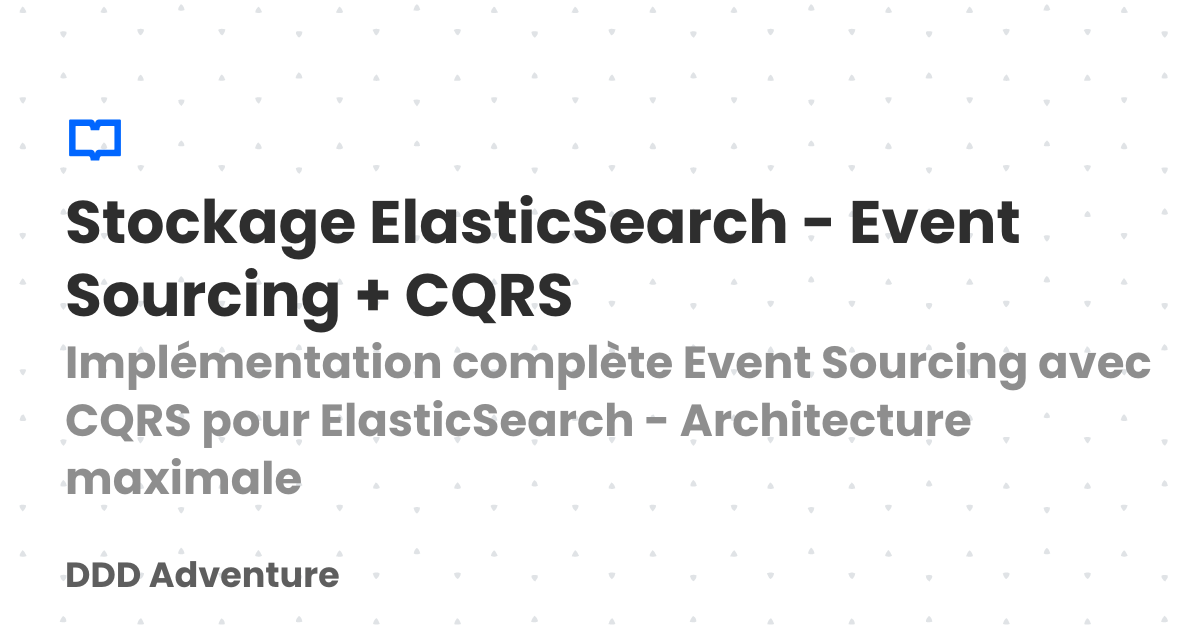 Stockage ElasticSearch - Event
Sourcing + CQRS
Implémentation complète Event Sourcing avec
CQRS pour ElasticSearch - Architecture
maximale
DDD Adventure